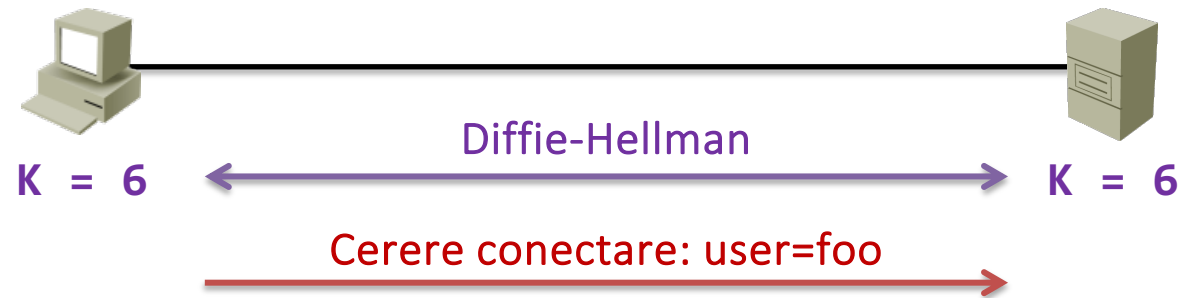 Diffie-Hellman
K = 6
K = 6
Cerere conectare: user=foo